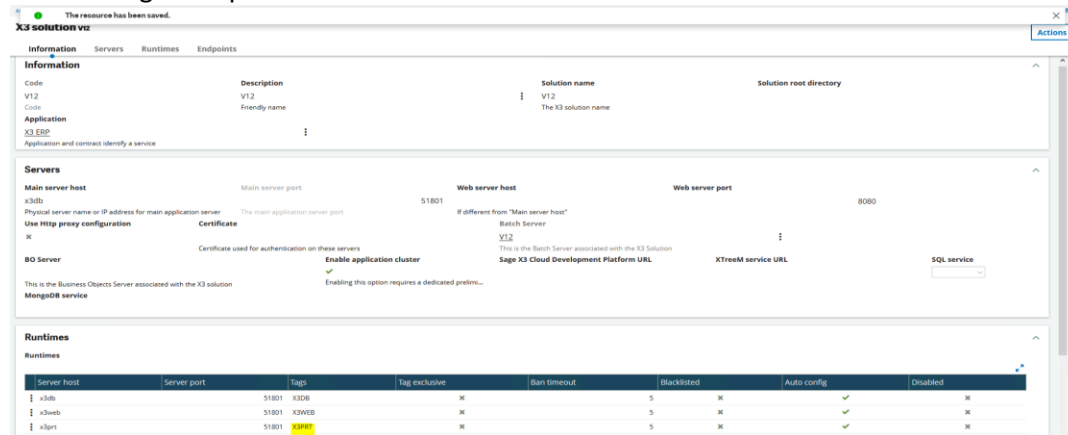 The resource has been saved.
X3 solution V12
Actions
Information Servers Runtimes Endpoints
Information
Code Description Solution name Solution root directory
V12 V12 V12
Code Friendly name The X3 solution name
Application
X3 ERP
Application and contract identify a service
Servers
Main server host Main server port Web server host Web server port
x3db 51801 8080
Physical server name or IP address for main application server The main application server port If different from "Main server host"
Use Http proxy configuration Certificate Batch Server
V12
Certificate used for authentication on these servers This is the Batch Server associated with the X3 Solution
BO Server Enable application cluster Sage X3 Cloud Development Platform URL XTreeM service URL SQL service
This is the Business Objects Server associated with the X3 solution Enabling this option requires a dedicated prelimi...
MongoDB service
Runtimes
Runtimes
Server host Server port Tags Tag exclusive Ban timeout Blacklisted Auto config Disabled
x3db 51801 X3DB 5
x3web 51801 X3WEB 5
x3prt 51801 X3PRT 5